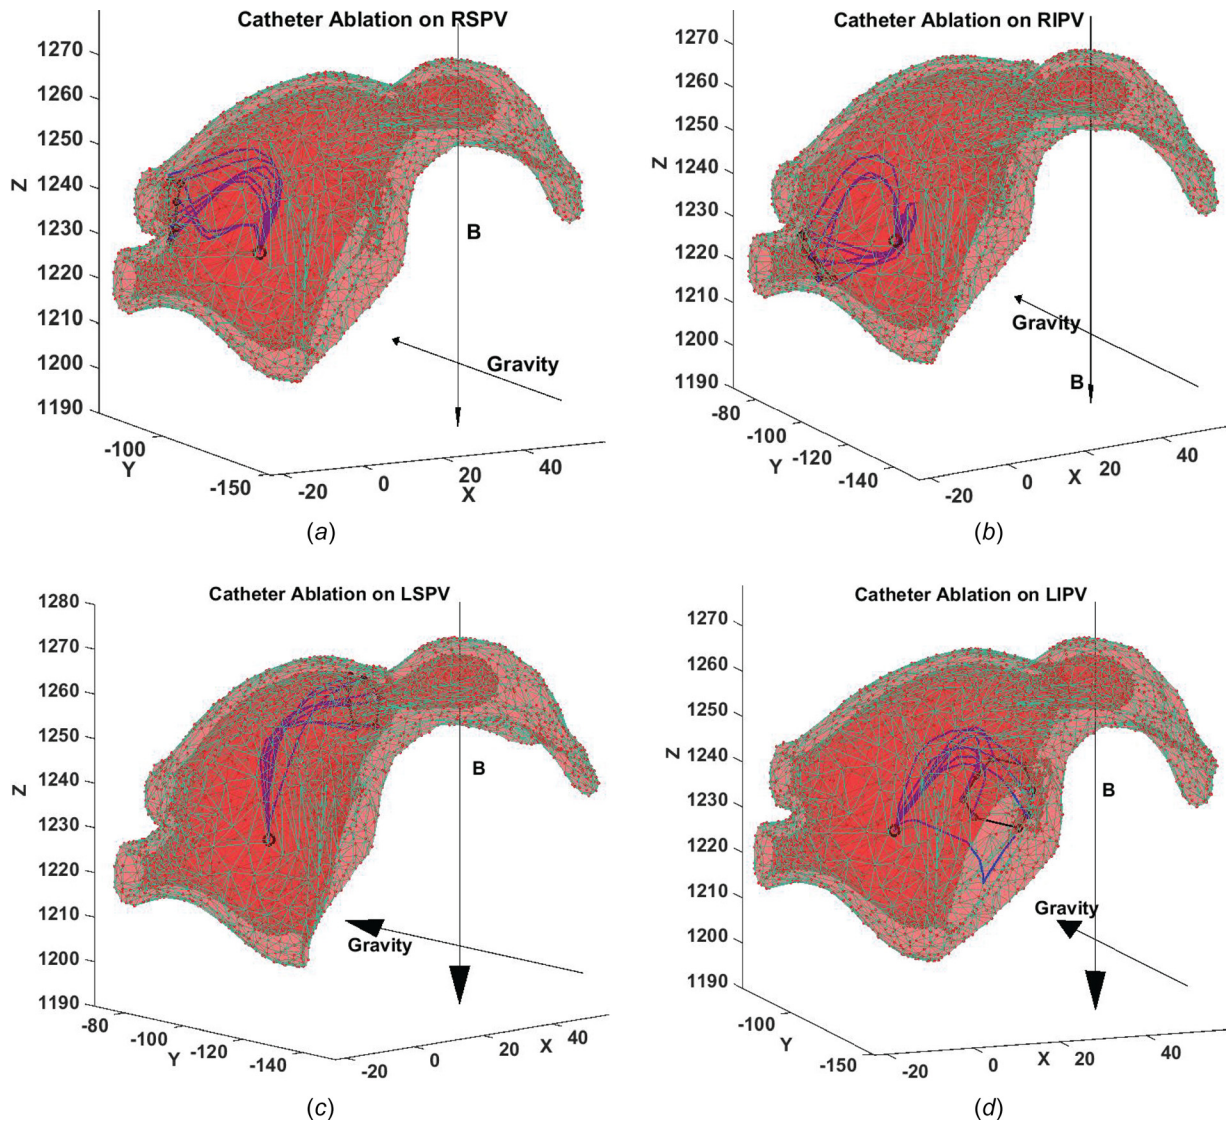 Catheter Ablation on RSPV
1270
1260
1250
1240
1230
1220
1210
1200
1190
Z
B
Gravity
-100
Y
-150
-20
0
20
40
X
(a)
Catheter Ablation on RIPV
1270
1260
1250
1240
1230
1220
1210
1200
1190
Z
Gravity
B
-80
-100
Y
-120
-140
-20
0
X
20
40
(b)
Catheter Ablation on LSPV
1280
1270
1260
1250
1240
1230
1220
1210
1200
1190
Z
B
Gravity
-80
-100
Y
-120
-140
-20
0
20
X
40
(c)
Catheter Ablation on LIPV
1270
1260
1250
1240
1230
1220
1210
1200
1190
Z
B
Gravity
-100
Y
-150
-20
0
X
20
40
(d)